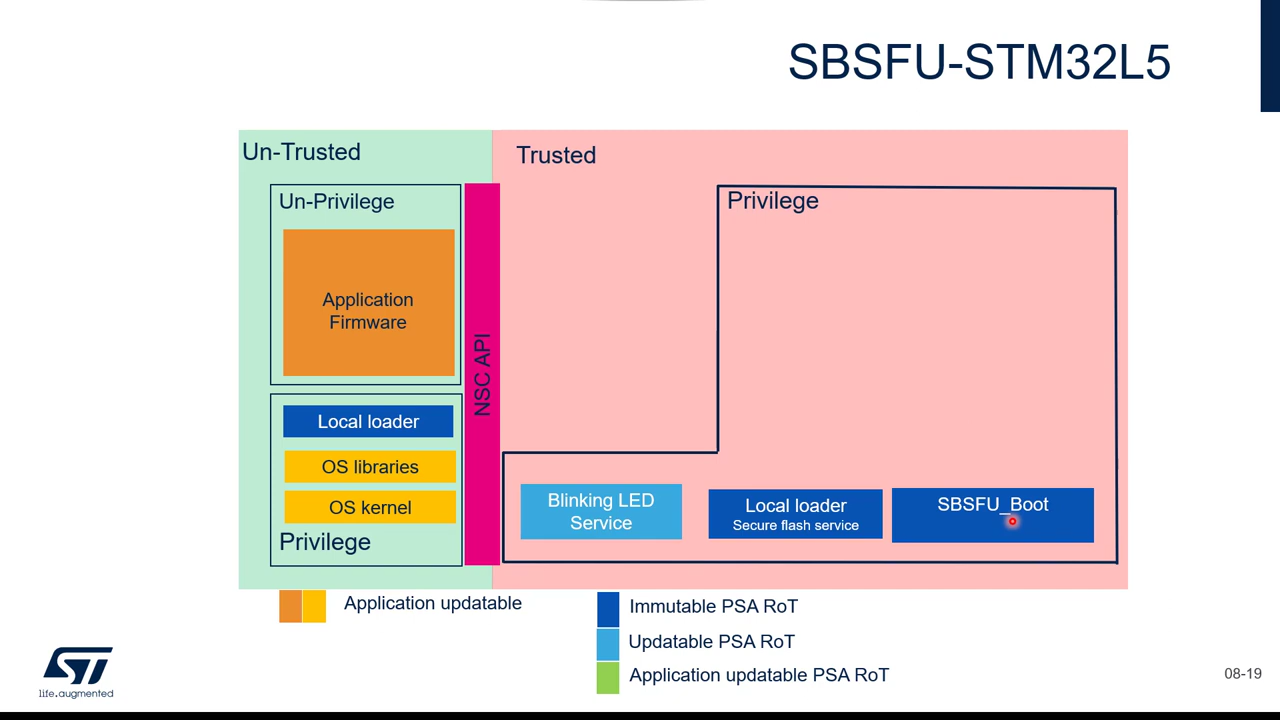 SBSFU-STM32L5
Un-Trusted
Trusted
Un-Privilege
Privilege
Application
Firmware
NSC API
Local loader
OS libraries
OS kernel
Privilege
Blinking LED
Service
Local loader
Secure flash service
SBSFU_Boot
Application updatable
Immutable PSA RoT
Updatable PSA RoT
Application updatable PSA RoT
ST
life.augmented
08-19